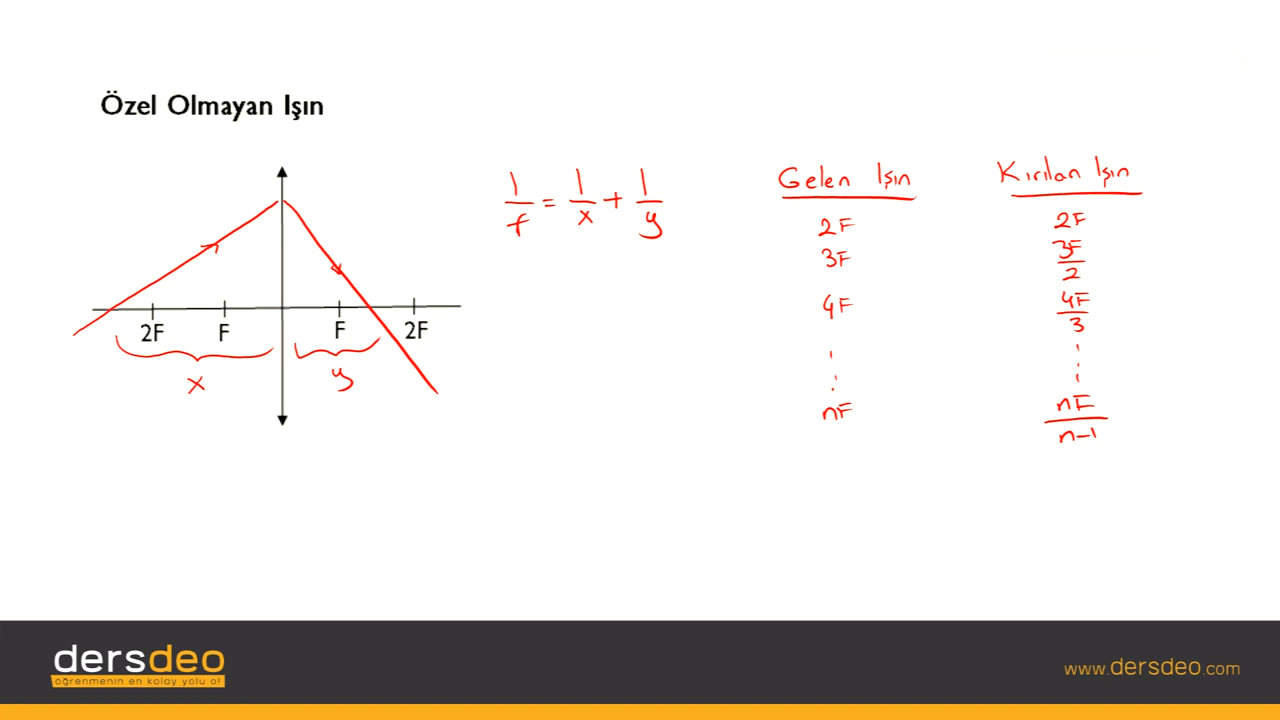 Özel Olmayan Işın
2F F F 2F
x y
1/f = 1/x + 1/y
Gelen Işın Kırılan Işın
2F 2F
3F 3F/2
4F 4F/3
nF nF/n-1
dersdeo
öğrenmenin en kolay yolu o!
www.dersdeo.com